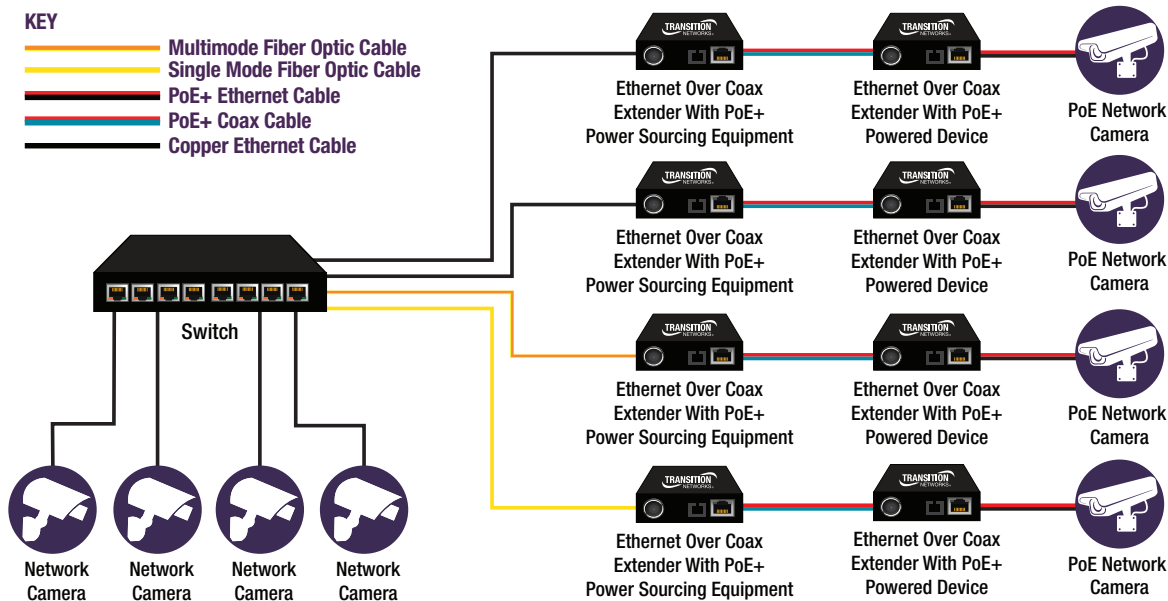 KEY
Multimode Fiber Optic Cable
Single Mode Fiber Optic Cable
PoE+ Ethernet Cable
PoE+ Coax Cable
Copper Ethernet Cable
TRANSITION
NETWORKS®
Ethernet Over Coax
Extender With PoE+
Power Sourcing Equipment
TRANSITION
NETWORKS®
Ethernet Over Coax
Extender With PoE+
Powered Device
PoE Network
Camera
TRANSITION
NETWORKS®
Ethernet Over Coax
Extender With PoE+
Power Sourcing Equipment
TRANSITION
NETWORKS®
Ethernet Over Coax
Extender With PoE+
Powered Device
PoE Network
Camera
Switch
TRANSITION
NETWORKS®
Ethernet Over Coax
Extender With PoE+
Power Sourcing Equipment
TRANSITION
NETWORKS®
Ethernet Over Coax
Extender With PoE+
Powered Device
PoE Network
Camera
TRANSITION
NETWORKS®
Ethernet Over Coax
Extender With PoE+
Power Sourcing Equipment
TRANSITION
NETWORKS®
Ethernet Over Coax
Extender With PoE+
Powered Device
PoE Network
Camera
Network
Camera
Network
Camera
Network
Camera
Network
Camera